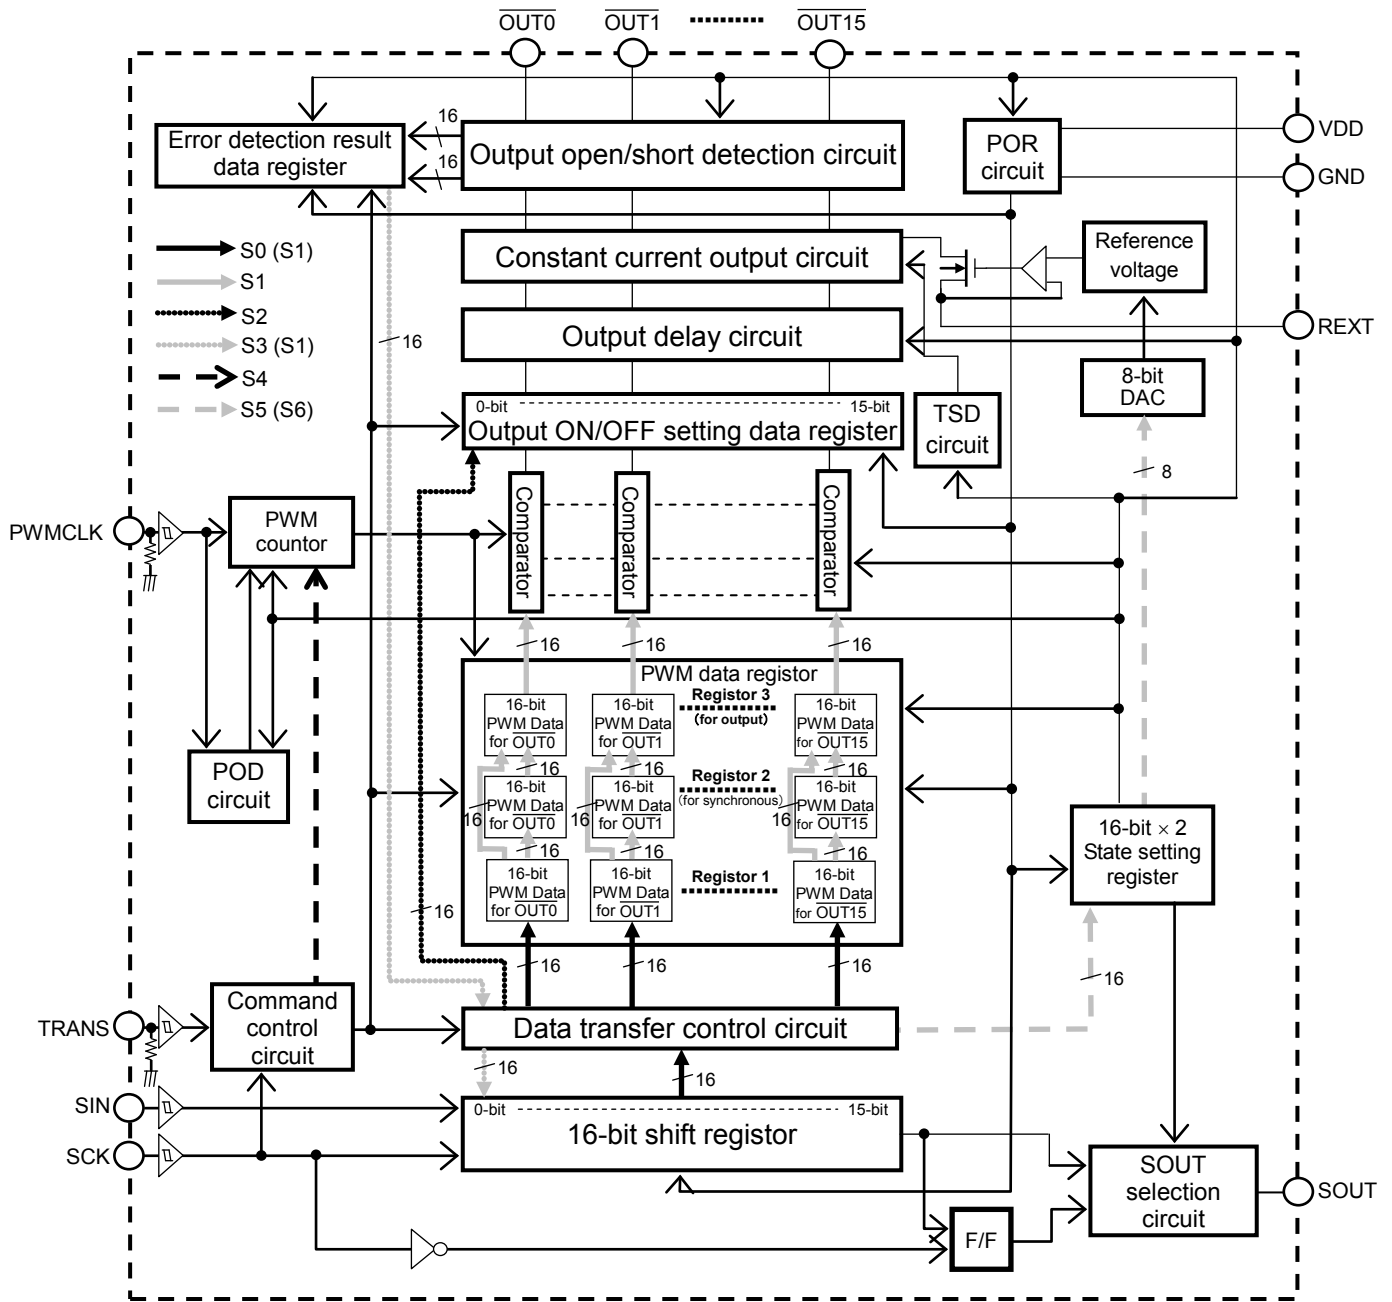 OUT0 OUT1 OUT15
Error detection result
data register
16
16
Output open/short detection circuit
POR
circuit
VDD
GND
S0 (S1)
S1
S2
S3 (S1)
S4
S5 (S6)
Constant current output circuit
Reference
voltage
REXT
16
Output delay circuit
8-bit
DAC
0-bit 15-bit
Output ON/OFF setting data register
TSD
circuit
8
PWMCLK
PWM
countor
Comparator
Comparator
Comparator
16 16 16
PWM data registor
16-bit
PWM Data
for OUT0
16-bit
PWM Data
for OUT1
Registor 3
(for output)
16-bit
PWM Data
for OUT15
16 16 16
POD
circuit
16
16-bit
PWM Data
for OUT0
16
16-bit
PWM Data
for OUT1
Registor 2
(for synchronous)
16
16-bit
PWM Data
for OUT15
16 16 16
16-bit × 2
State setting
register
16-bit
PWM Data
for OUT0
16-bit
PWM Data
for OUT1
Registor 1
16-bit
PWM Data
for OUT15
16
16 16 16
16
TRANS
Command
control
circuit
Data transfer control circuit
16 16
SIN
0-bit 15-bit
16-bit shift registor
SCK
SOUT
selection
circuit
SOUT
F/F